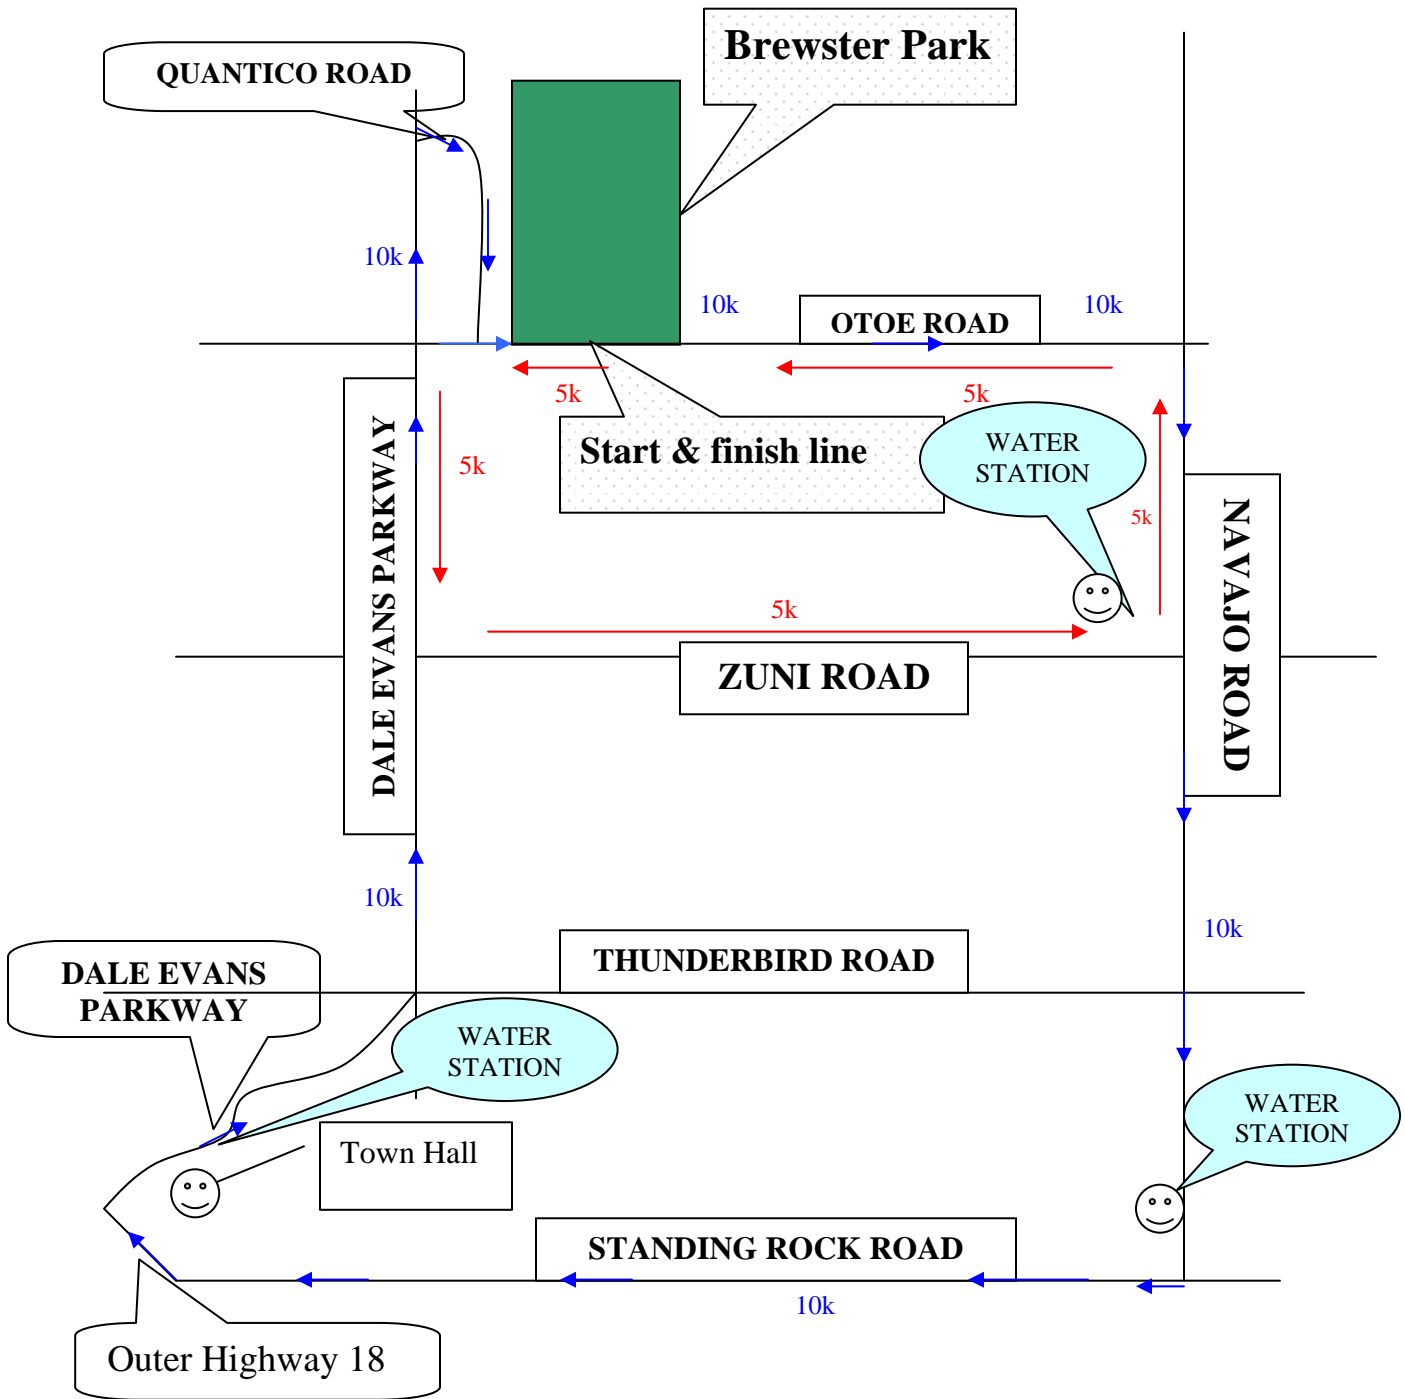 Brewster Park
QUANTICO ROAD
10k
10k
10k
OTOE ROAD
5k
5k
Start & finish line
WATER
STATION
5k
5k
DALE EVANS PARKWAY
NAVAJO ROAD
5k
ZUNI ROAD
10k
10k
THUNDERBIRD ROAD
DALE EVANS
PARKWAY
WATER
STATION
WATER
STATION
Town Hall
STANDING ROCK ROAD
10k
Outer Highway 18